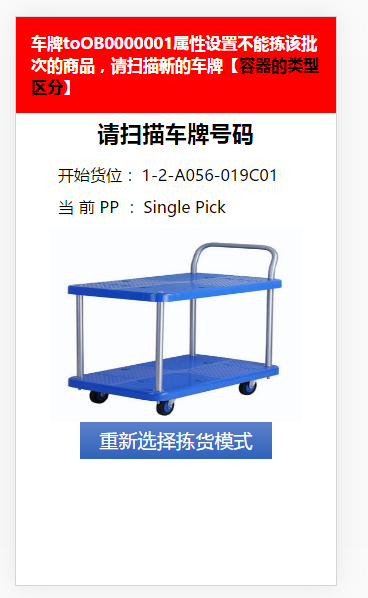 车牌toOB0000001属性设置不能拣该批
次的商品，请扫描新的车牌【容器的类型
区分】
请扫描车牌号码
开始货位： 1-2-A056-019C01
当 前 PP ： Single Pick
重新选择拣货模式